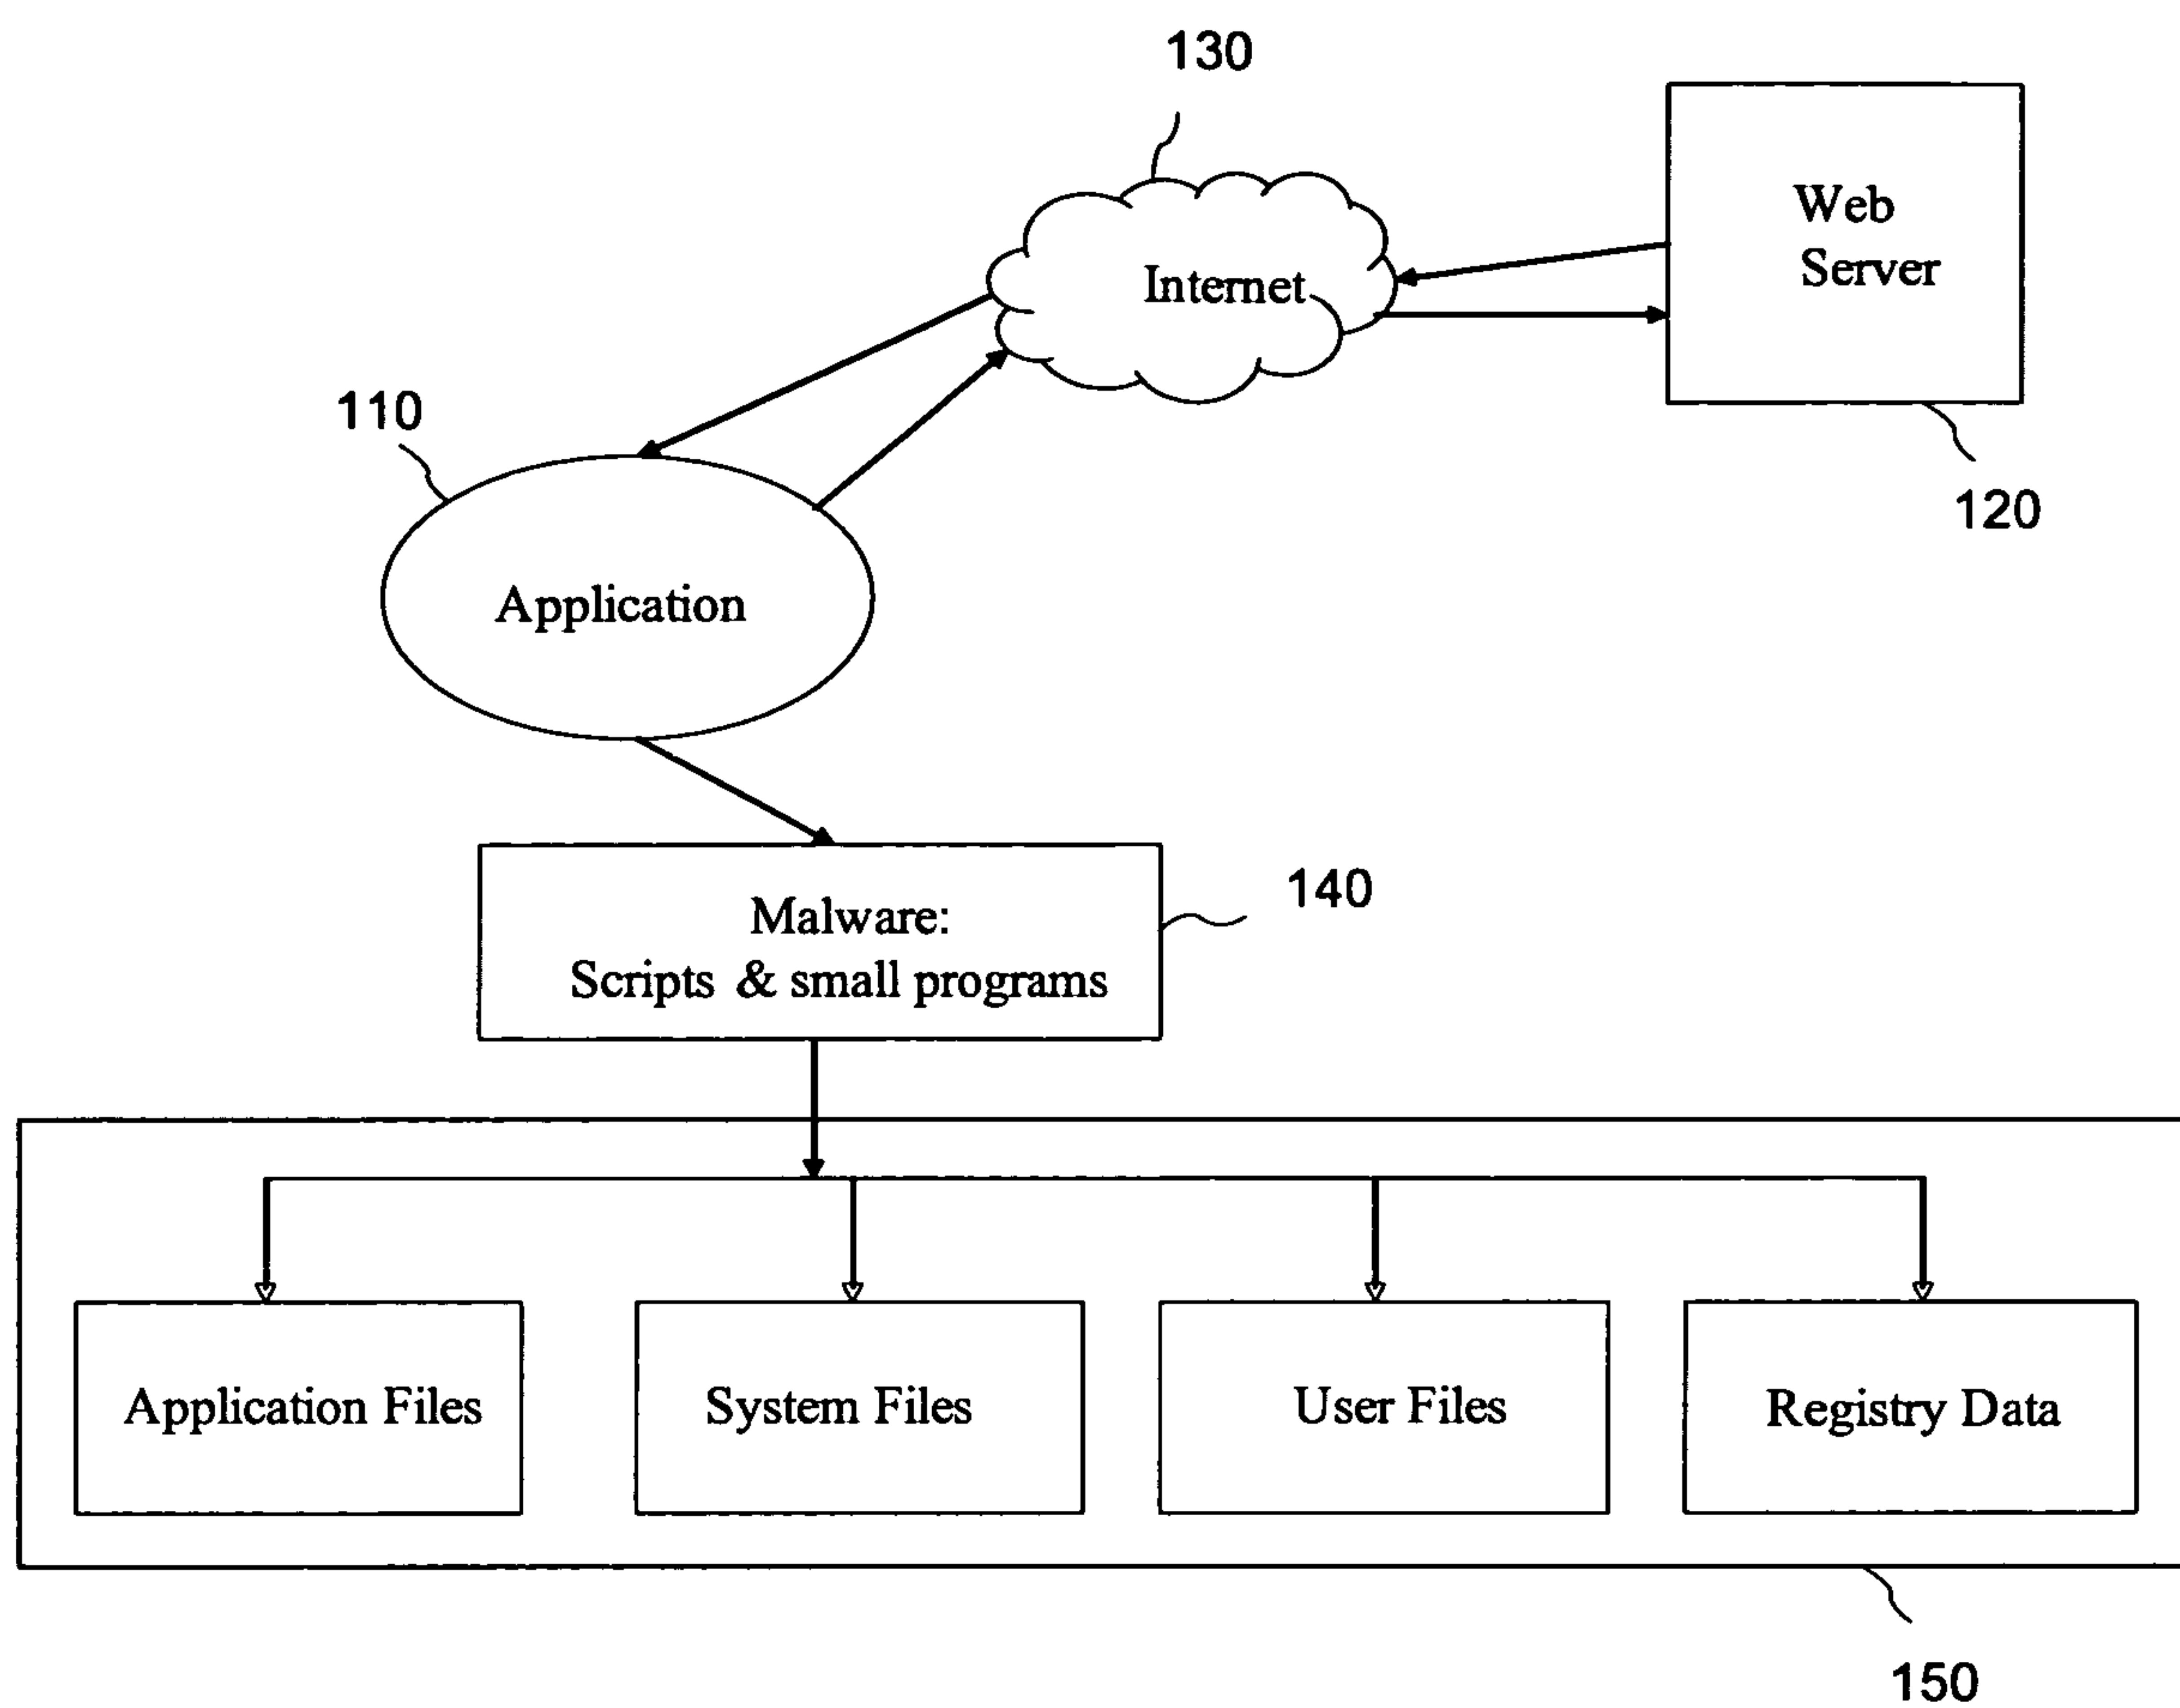 130
Web
Server
Internet
110
120
Application
140
Malware:
Scripts & small programs
Application Files
System Files
User Files
Registry Data
150